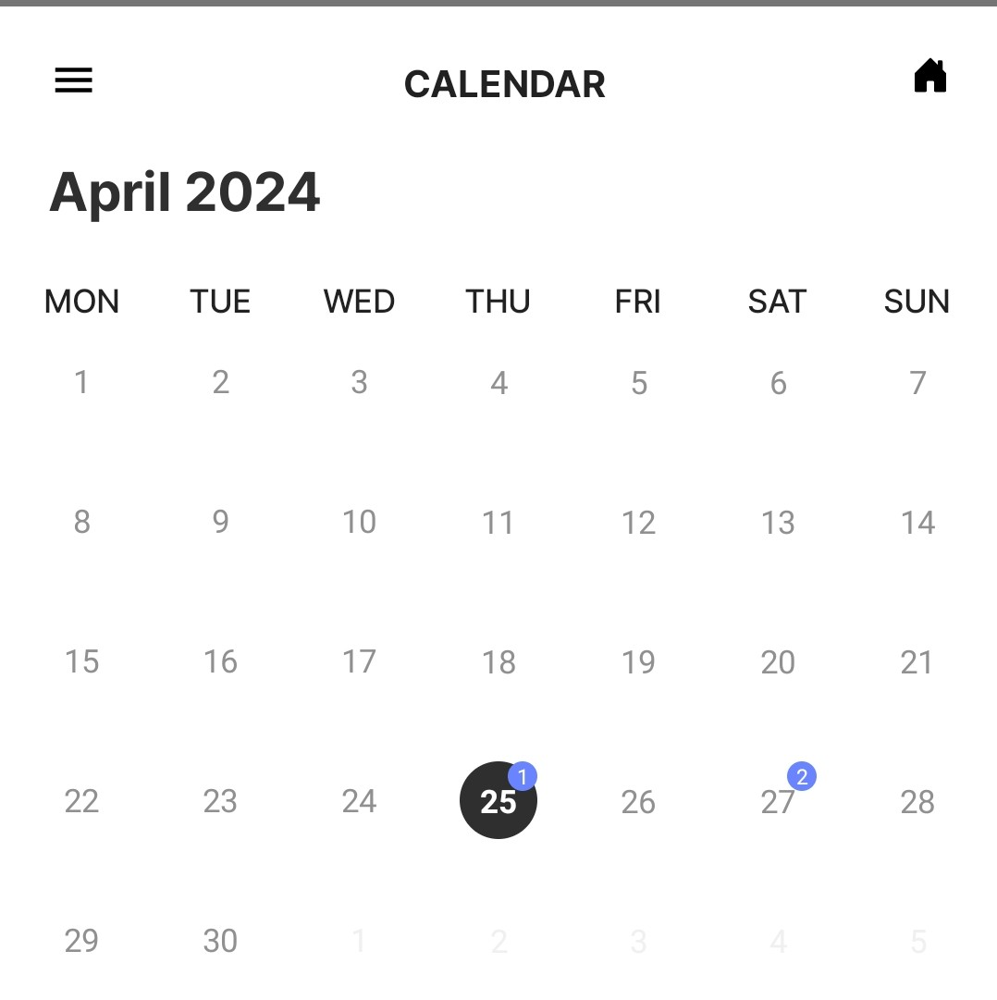 CALENDAR
April 2024
MON TUE WED THU FRI SAT SUN
1 2 3 4 5 6 7
8 9 10 11 12 13 14
15 16 17 18 19 20 21
1 2
22 23 24 25 26 27 28
29 30 1 2 3 4 5